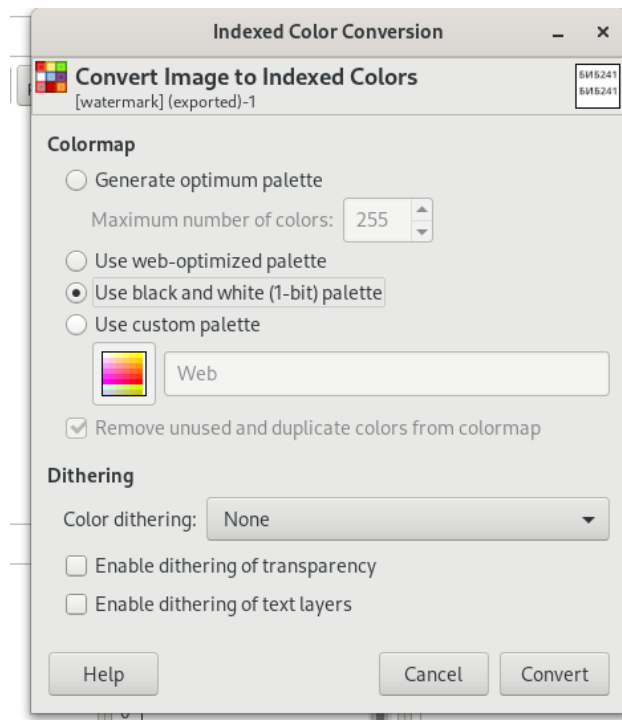 Indexed Color Conversion
Convert Image to Indexed Colors
[watermark] (exported)-1
БИБ241
БИБ241
Colormap
Generate optimum palette
Maximum number of colors: 255
Use web-optimized palette
Use black and white (1-bit) palette
Use custom palette
Web
Remove unused and duplicate colors from colormap
Dithering
Color dithering: None
Enable dithering of transparency
Enable dithering of text layers
Help Cancel Convert